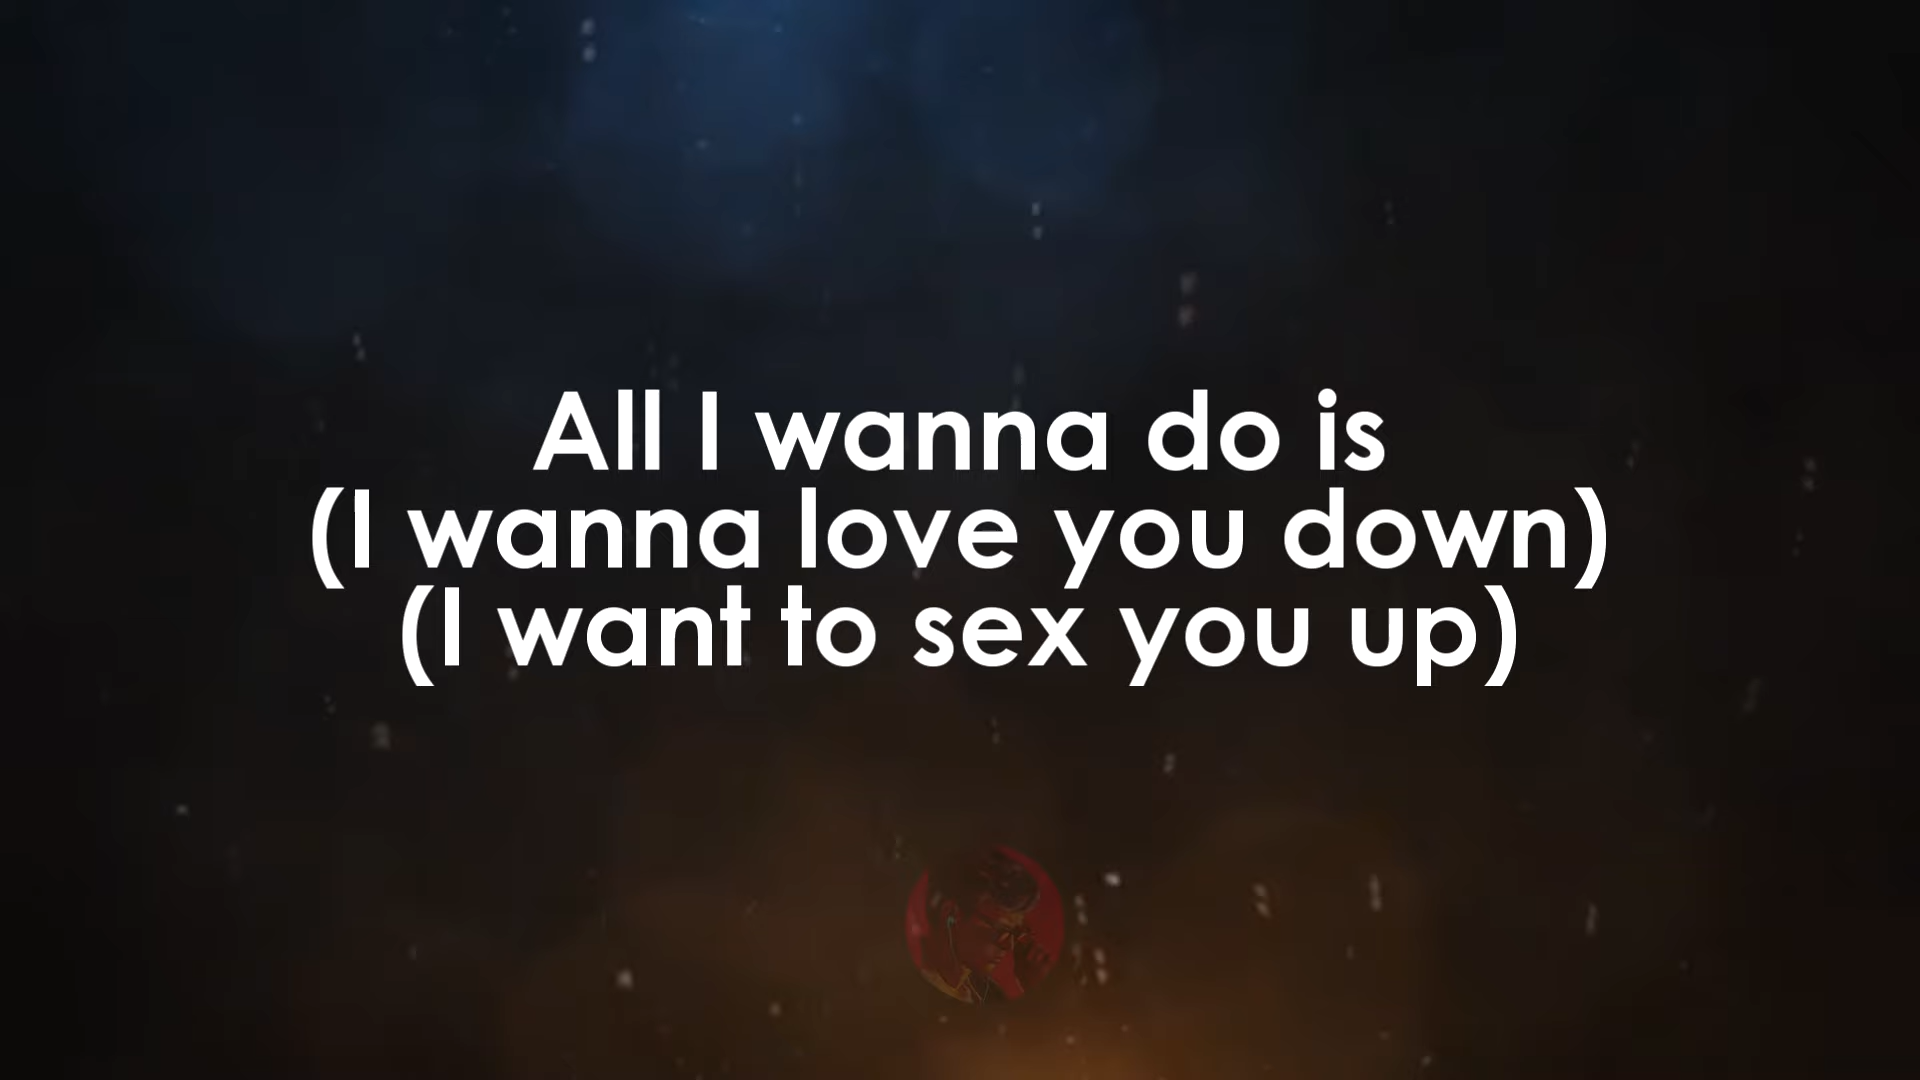 All I wanna do is
(I wanna love you down)
(I want to sex you up)